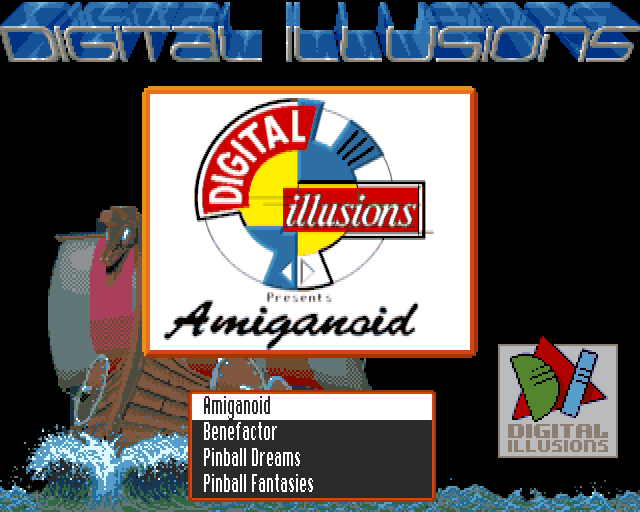 DIGITAL ILLUSIONS
DIGITAL
illusions
Presents
Amiganoid
Amiganoid
Benefactor
Pinball Dreams
Pinball Fantasies
DIGITAL
ILLUSIONS